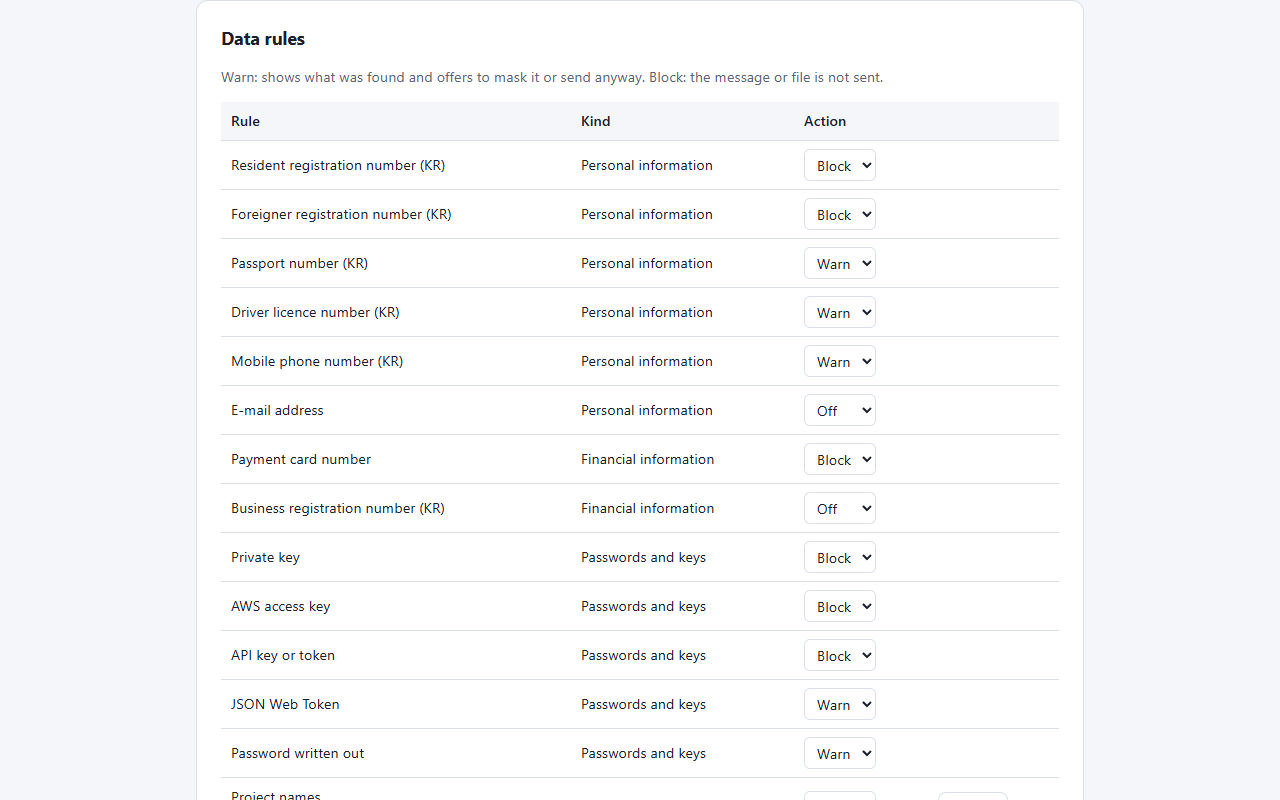 Data rules
Warn: shows what was found and offers to mask it or send anyway. Block: the message or file is not sent.
Rule Kind Action
Resident registration number (KR) Personal information Block
Foreigner registration number (KR) Personal information Block
Passport number (KR) Personal information Warn
Driver licence number (KR) Personal information Warn
Mobile phone number (KR) Personal information Warn
E-mail address Personal information Off
Payment card number Financial information Block
Business registration number (KR) Financial information Off
Private key Passwords and keys Block
AWS access key Passwords and keys Block
API key or token Passwords and keys Block
JSON Web Token Passwords and keys Warn
Password written out Passwords and keys Warn
Project names